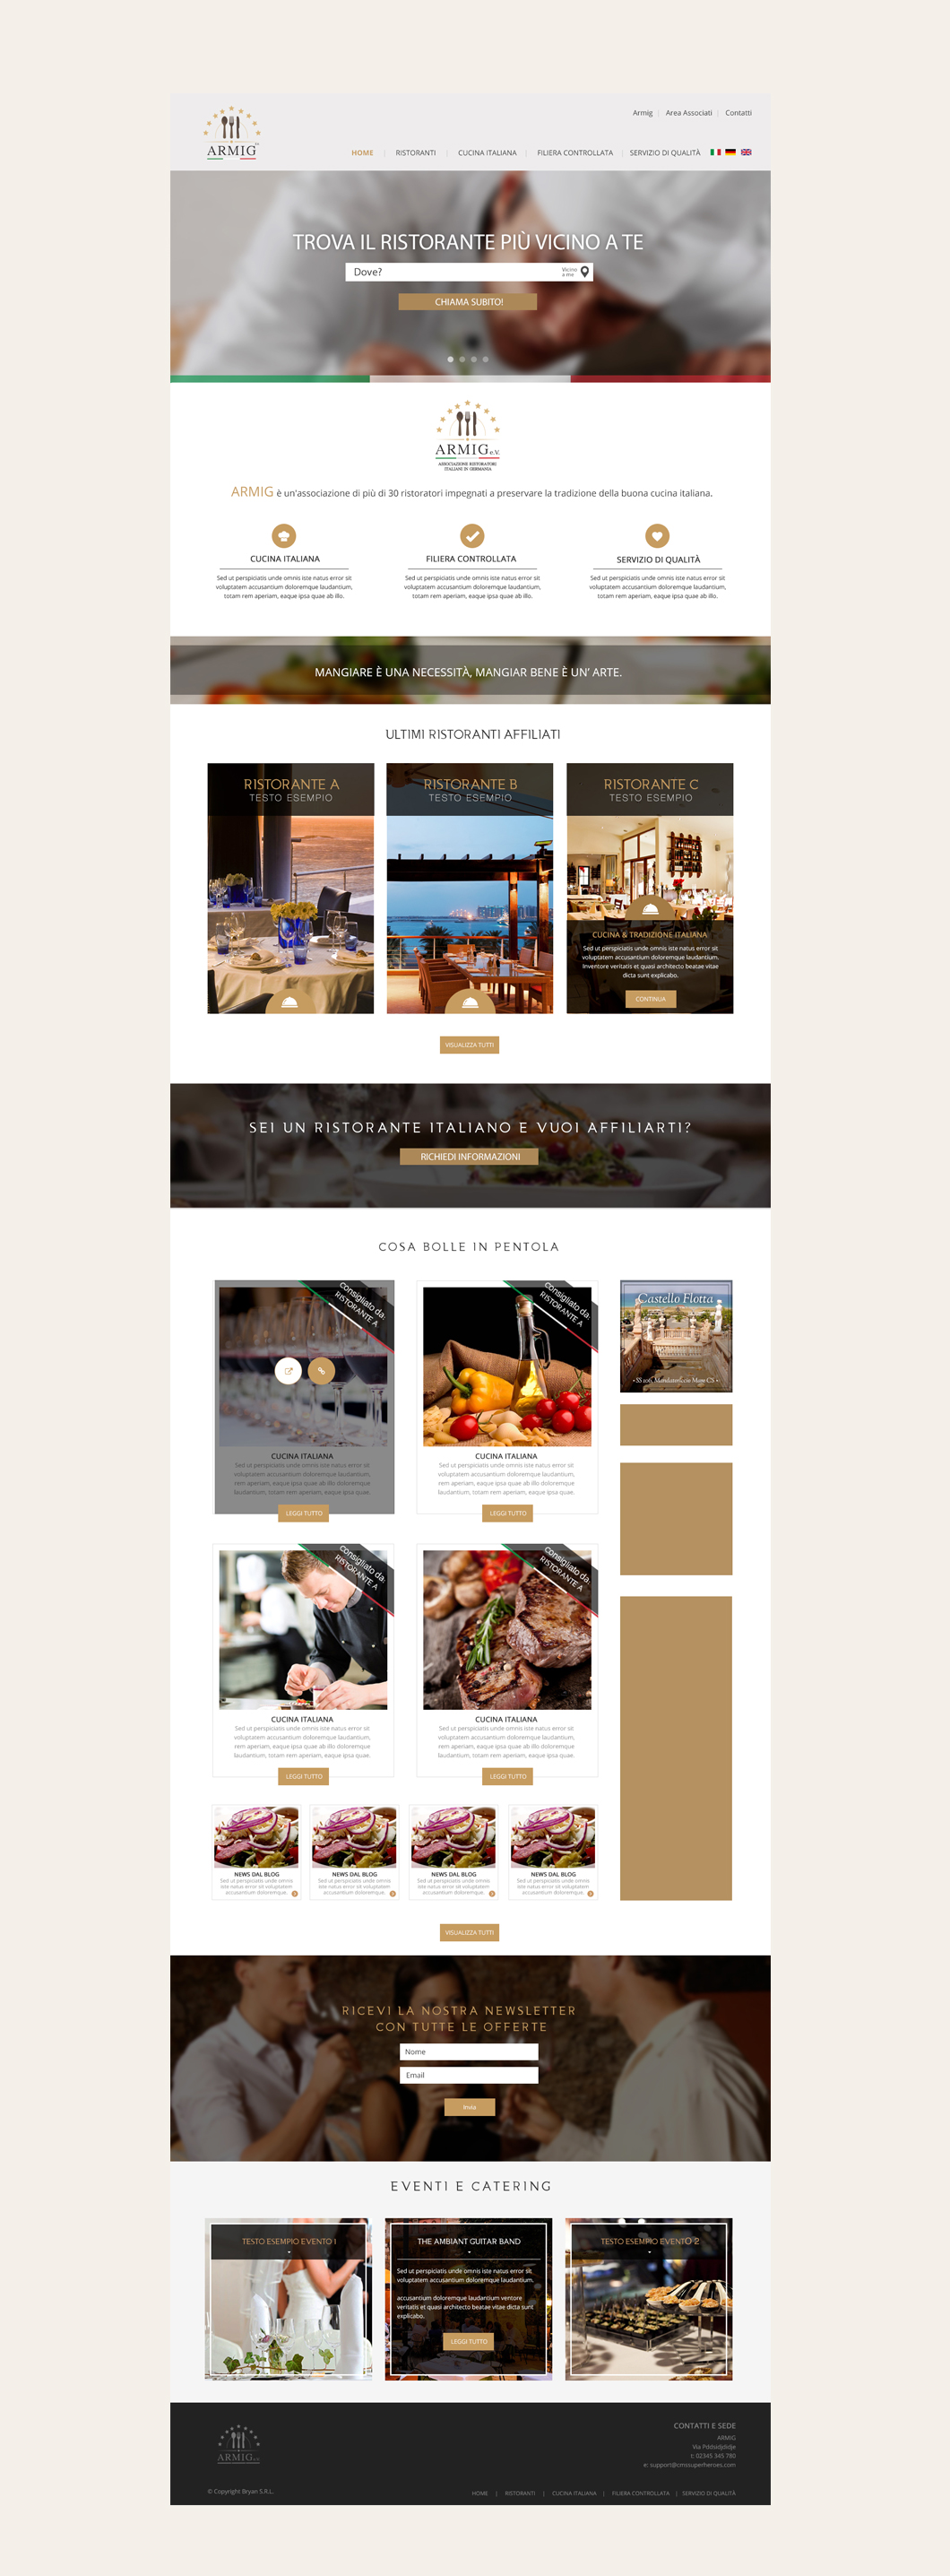 ARMIG
Armig | Area Associati | Contatti
HOME | RISTORANTI | CUCINA ITALIANA | FILIERA CONTROLLATA | SERVIZIO DI QUALITÀ
TROVA IL RISTORANTE PIÙ VICINO A TE
Dove?
Vicino
a me
CHIAMA SUBITO!
ARMIG e.V.
ASSOCIAZIONE RISTORATORI
ITALIANI IN GERMANIA
ARMIG è un'associazione di più di 30 ristoratori impegnati a preservare la tradizione della buona cucina italiana.
CUCINA ITALIANA
Sed ut perspiciatis unde omnis iste natus error sit
voluptatem accusantium doloremque laudantium,
totam rem aperiam, eaque ipsa quae ab illo.
FILIERA CONTROLLATA
Sed ut perspiciatis unde omnis iste natus error sit
voluptatem accusantium doloremque laudantium,
totam rem aperiam, eaque ipsa quae ab illo.
SERVIZIO DI QUALITÀ
Sed ut perspiciatis unde omnis iste natus error sit
voluptatem accusantium doloremque laudantium,
totam rem aperiam, eaque ipsa quae ab illo.
MANGIARE È UNA NECESSITÀ, MANGIAR BENE È UN' ARTE.
ULTIMI RISTORANTI AFFILIATI
RISTORANTE A
TESTO ESEMPIO
RISTORANTE B
TESTO ESEMPIO
RISTORANTE C
TESTO ESEMPIO
CUCINA & TRADIZIONE ITALIANA
Sed ut perspiciatis unde omnis iste natus error sit
voluptatem accusantium doloremque laudantium.
Inventore veritatis et quasi architecto beatae vitae
dicta sunt explicabo.
CONTINUA
VISUALIZZA TUTTI
SEI UN RISTORANTE ITALIANO E VUOI AFFILIARTI?
RICHIEDI INFORMAZIONI
COSA BOLLE IN PENTOLA
consigliato da:
RISTORANTE A
CUCINA ITALIANA
Sed ut perspiciatis unde omnis iste natus error sit
voluptatem accusantium doloremque laudantium,
rem aperiam, eaque ipsa quae ab illo doloremque
laudantium, totam rem aperiam, eaque ipsa quae.
LEGGI TUTTO
consigliato da:
RISTORANTE A
CUCINA ITALIANA
Sed ut perspiciatis unde omnis iste natus error sit
voluptatem accusantium doloremque laudantium,
rem aperiam, eaque ipsa quae ab illo doloremque
laudantium, totam rem aperiam, eaque ipsa quae.
LEGGI TUTTO
Castello Flotta
consigliato da:
RISTORANTE A
CUCINA ITALIANA
Sed ut perspiciatis unde omnis iste natus error sit
voluptatem accusantium doloremque laudantium,
rem aperiam, eaque ipsa quae ab illo doloremque
laudantium, totam rem aperiam, eaque ipsa quae.
LEGGI TUTTO
consigliato da:
RISTORANTE A
CUCINA ITALIANA
Sed ut perspiciatis unde omnis iste natus error sit
voluptatem accusantium doloremque laudantium,
rem aperiam, eaque ipsa quae ab illo doloremque
laudantium, totam rem aperiam, eaque ipsa quae.
LEGGI TUTTO
NEWS DAL BLOG
Sed ut perspiciatis unde omnis
iste natus error sit voluptatem
accusantium doloremque.
NEWS DAL BLOG
Sed ut perspiciatis unde omnis
iste natus error sit voluptatem
accusantium doloremque.
NEWS DAL BLOG
Sed ut perspiciatis unde omnis
iste natus error sit voluptatem
accusantium doloremque.
NEWS DAL BLOG
Sed ut perspiciatis unde omnis
iste natus error sit voluptatem
accusantium doloremque.
VISUALIZZA TUTTI
RICEVI LA NOSTRA NEWSLETTER
CON TUTTE LE OFFERTE
Nome
Email
Invia
EVENTI E CATERING
TESTO ESEMPIO EVENTO 1
THE AMBIANT GUITAR BAND
Sed ut perspiciatis unde omnis iste natus error sit
voluptatem accusantium doloremque laudantium.
accusantium doloremque laudantium ventore
veritatis et quasi architecto beatae vitae dicta sunt
explicabo.
LEGGI TUTTO
TESTO ESEMPIO EVENTO 2
ARMIG
CONTATTI E SEDE
ARMIG
t: 02345 345 780
e: support@cmssuperheroes.com
© Copyright Bryan S.R.L.
HOME | RISTORANTI | CUCINA ITALIANA | FILIERA CONTROLLATA | SERVIZIO DI QUALITÀ